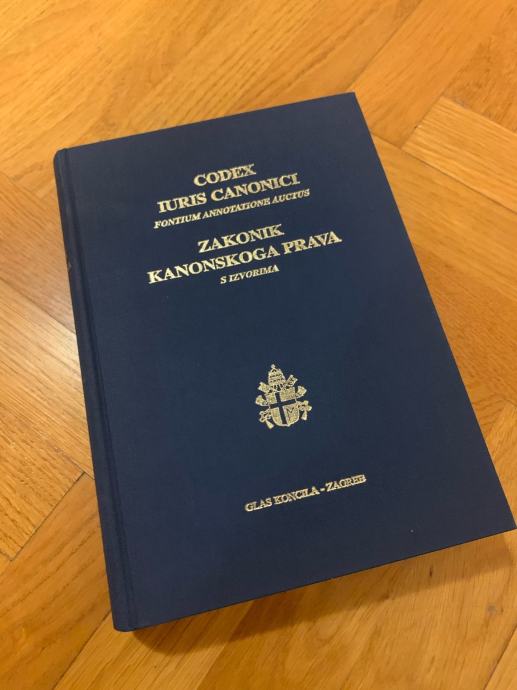 CODEX
IURIS CANONICI
FONTIUM ANNOTATIONE AUCTUS
ZAKONIK
KANONSKOGA PRAVA
S IZVORIMA
GLAS KONCILA - ZAGREB